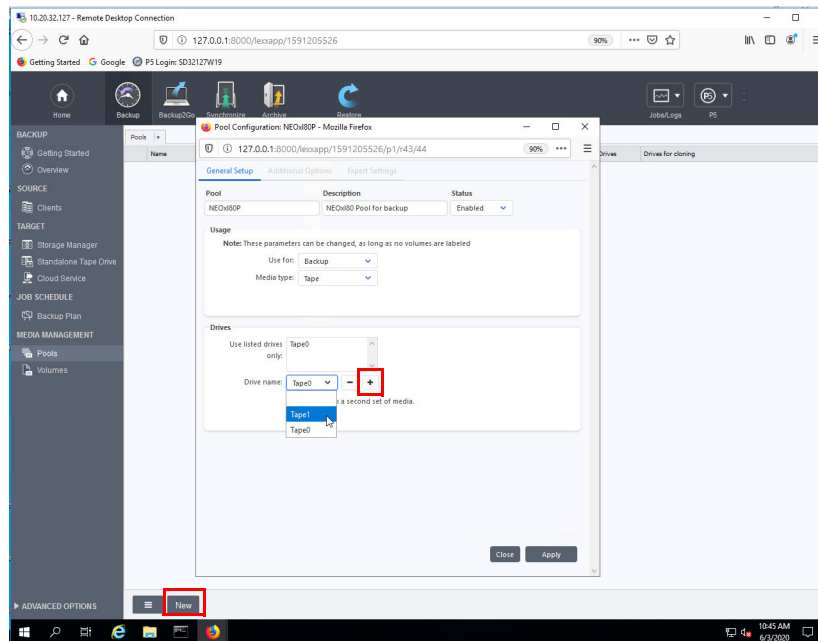 10.20.32.127 - Remote Desktop Connection
127.0.0.1:8000/lexxapp/1591205526
90%
Getting Started
Google
P5 Login: SD32127W19
Home
Backup
Backup2Go
Synchronize
Archive
Restore
Jobs/Logs
P5
BACKUP
Getting Started
Overview
SOURCE
Clients
TARGET
Storage Manager
Standalone Tape Drive
Cloud Service
JOB SCHEDULE
Backup Plan
MEDIA MANAGEMENT
Pools
Volumes
ADVANCED OPTIONS
Pools
Name
Drives
Drives for cloning
Pool Configuration: NEOxl80P - Mozilla Firefox
127.0.0.1:8000/lexxapp/1591205526/p1/r43/44
90%
General Setup
Additional Options
Expert Settings
Pool
Description
Status
NEOxl80P
NEOxl80 Pool for backup
Enabled
Usage
Note: These parameters can be changed, as long as no volumes are labeled
Use for: Backup
Media type: Tape
Drives
Use listed drives only: Tape0
Drive name: Tape0
a second set of media.
Tape1
Tape0
Close
Apply
New
10:45 AM
6/3/2020